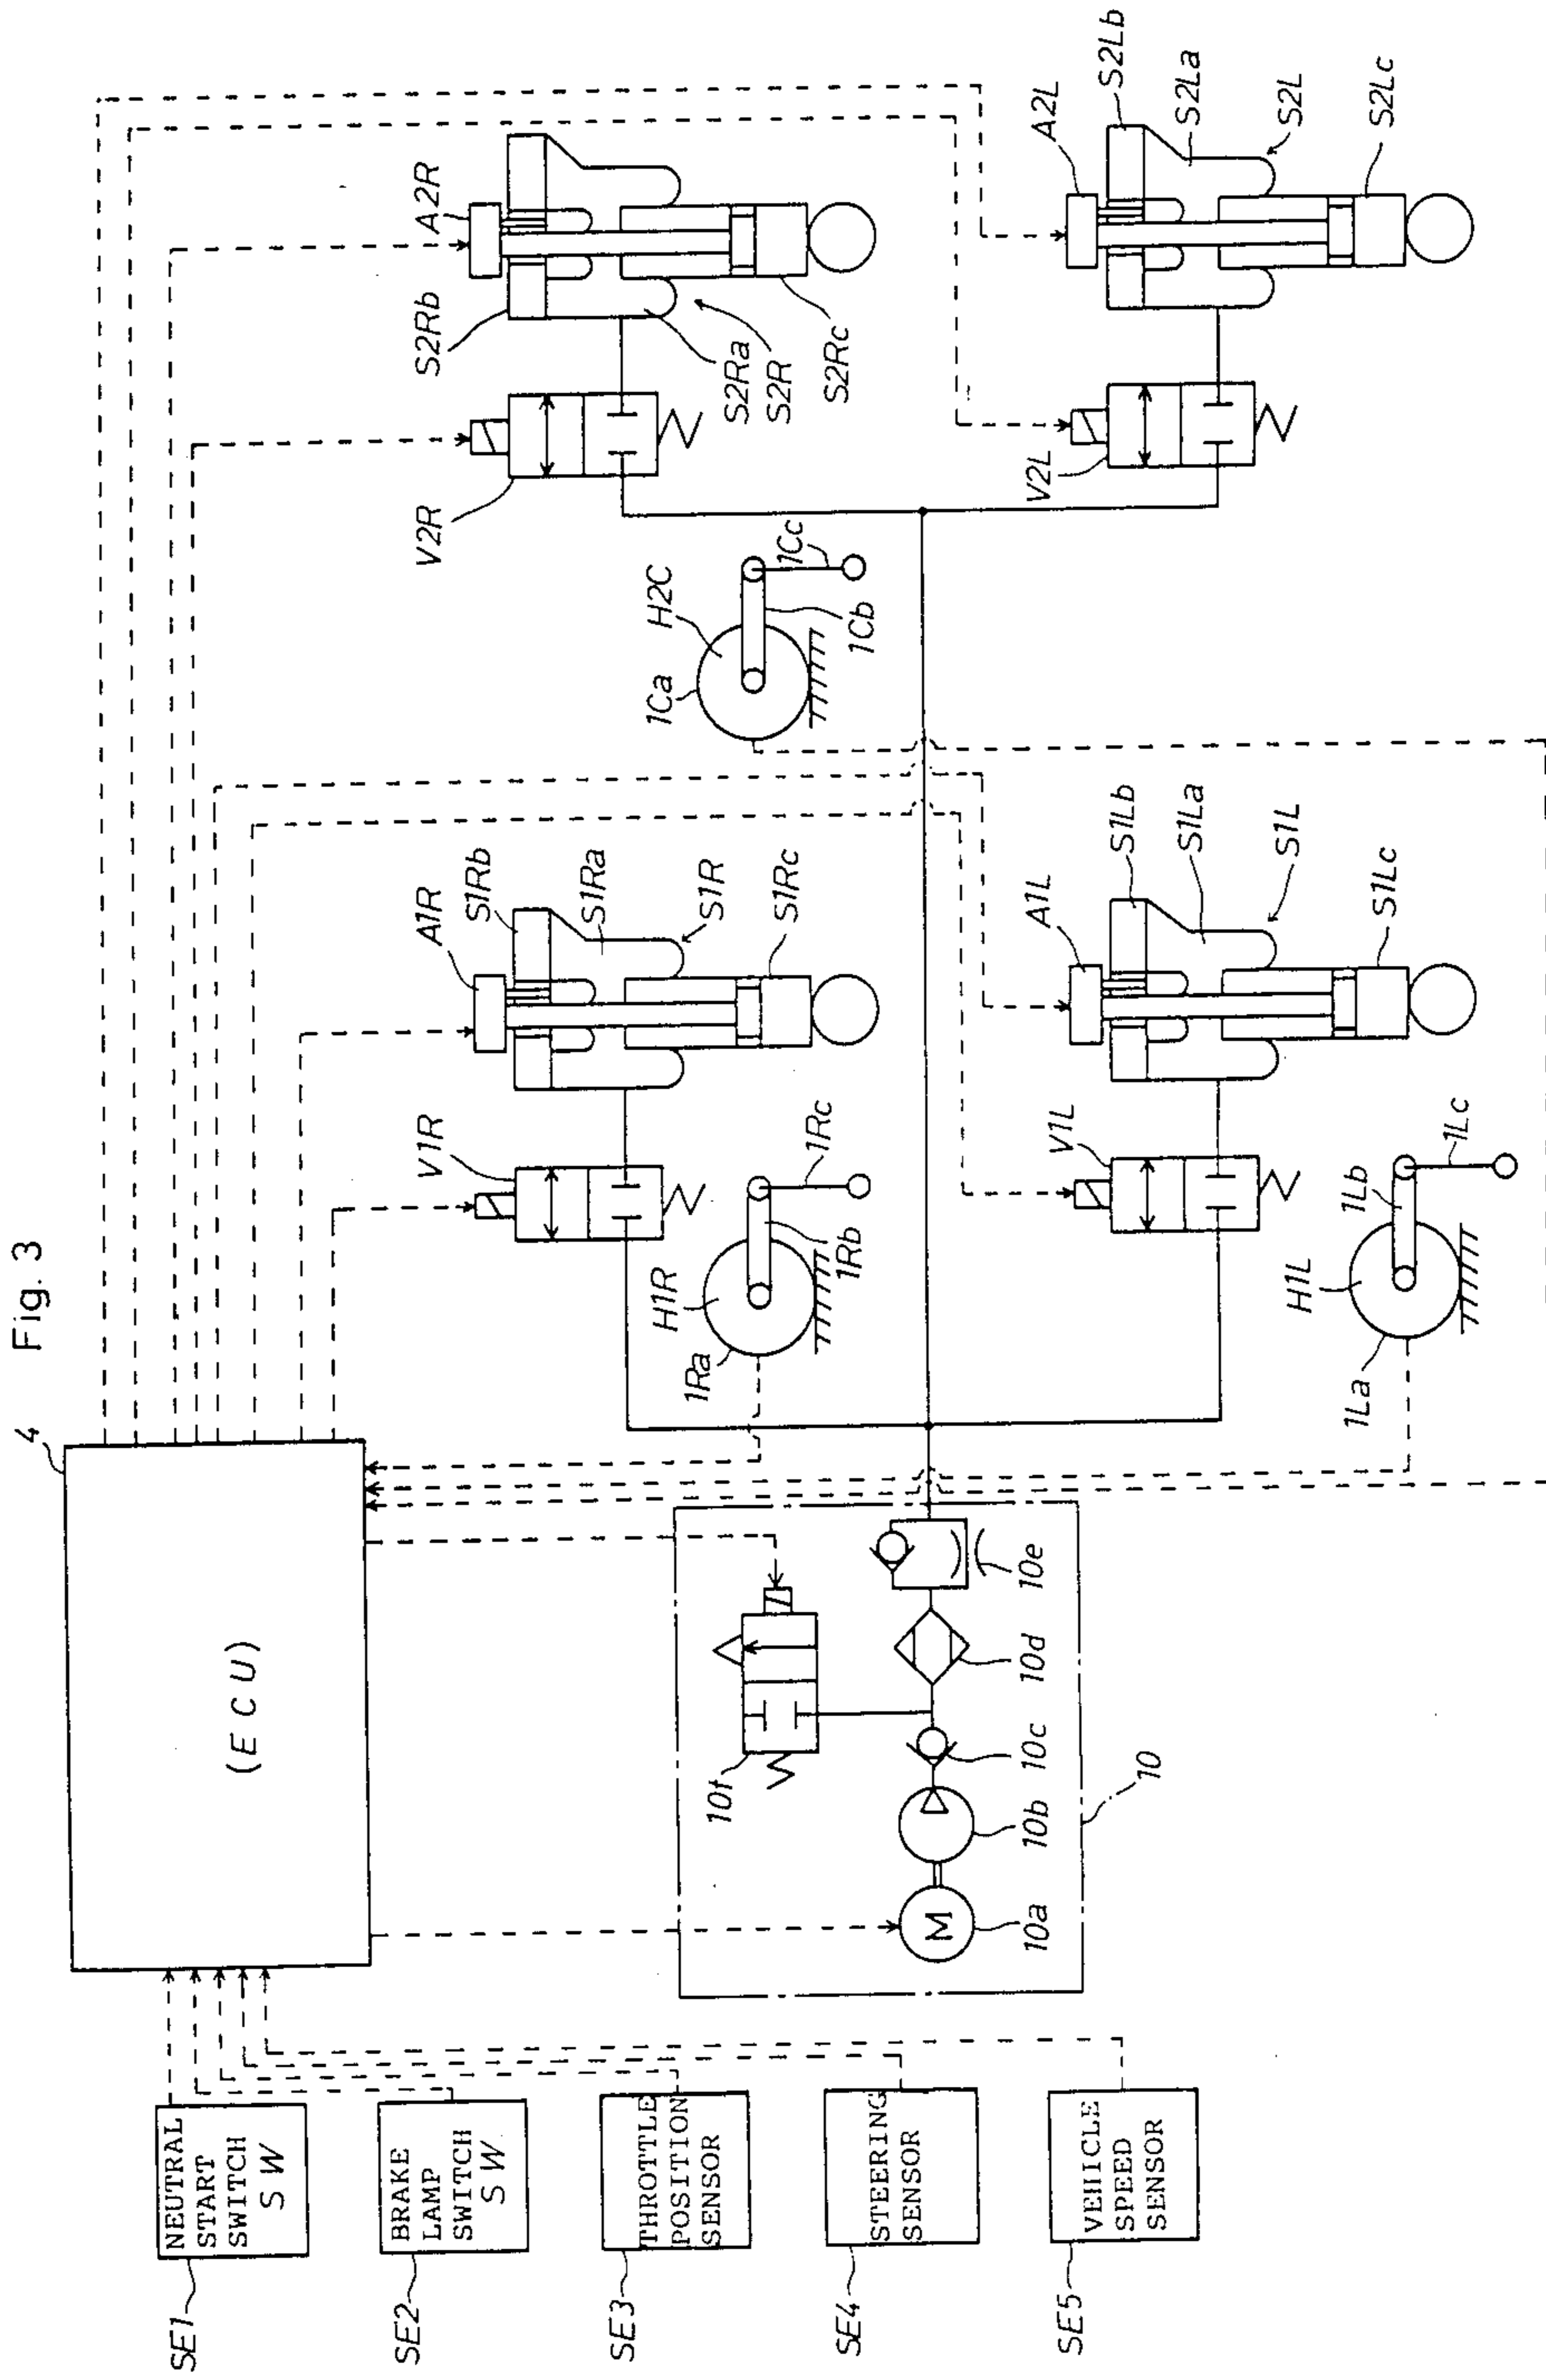 Fig. 3
4
(ECU)
NEUTRAL
START
SWITCH
SW
SE1
BRAKE
LAMP
SWITCH
SW
SE2
THROTTLE
POSITION
SENSOR
SE3
STEERING
SENSOR
SE4
VEHICLE
SPEED
SENSOR
SE5
10f
M
10a
10b
10c
10d
10e
10
V1R
A1R
S1Rb
S1Ra
S1R
S1Rc
H1R
1Ra
1Rb
1Rc
V1L
A1L
S1Lb
S1La
S1L
S1Lc
H1L
1La
1Lb
1Lc
H2C
1Ca
1Cb
1Cc
V2R
S2Rb
A2R
S2Ra
S2R
S2Rc
V2L
A2L
S2Lb
S2La
S2L
S2Lc